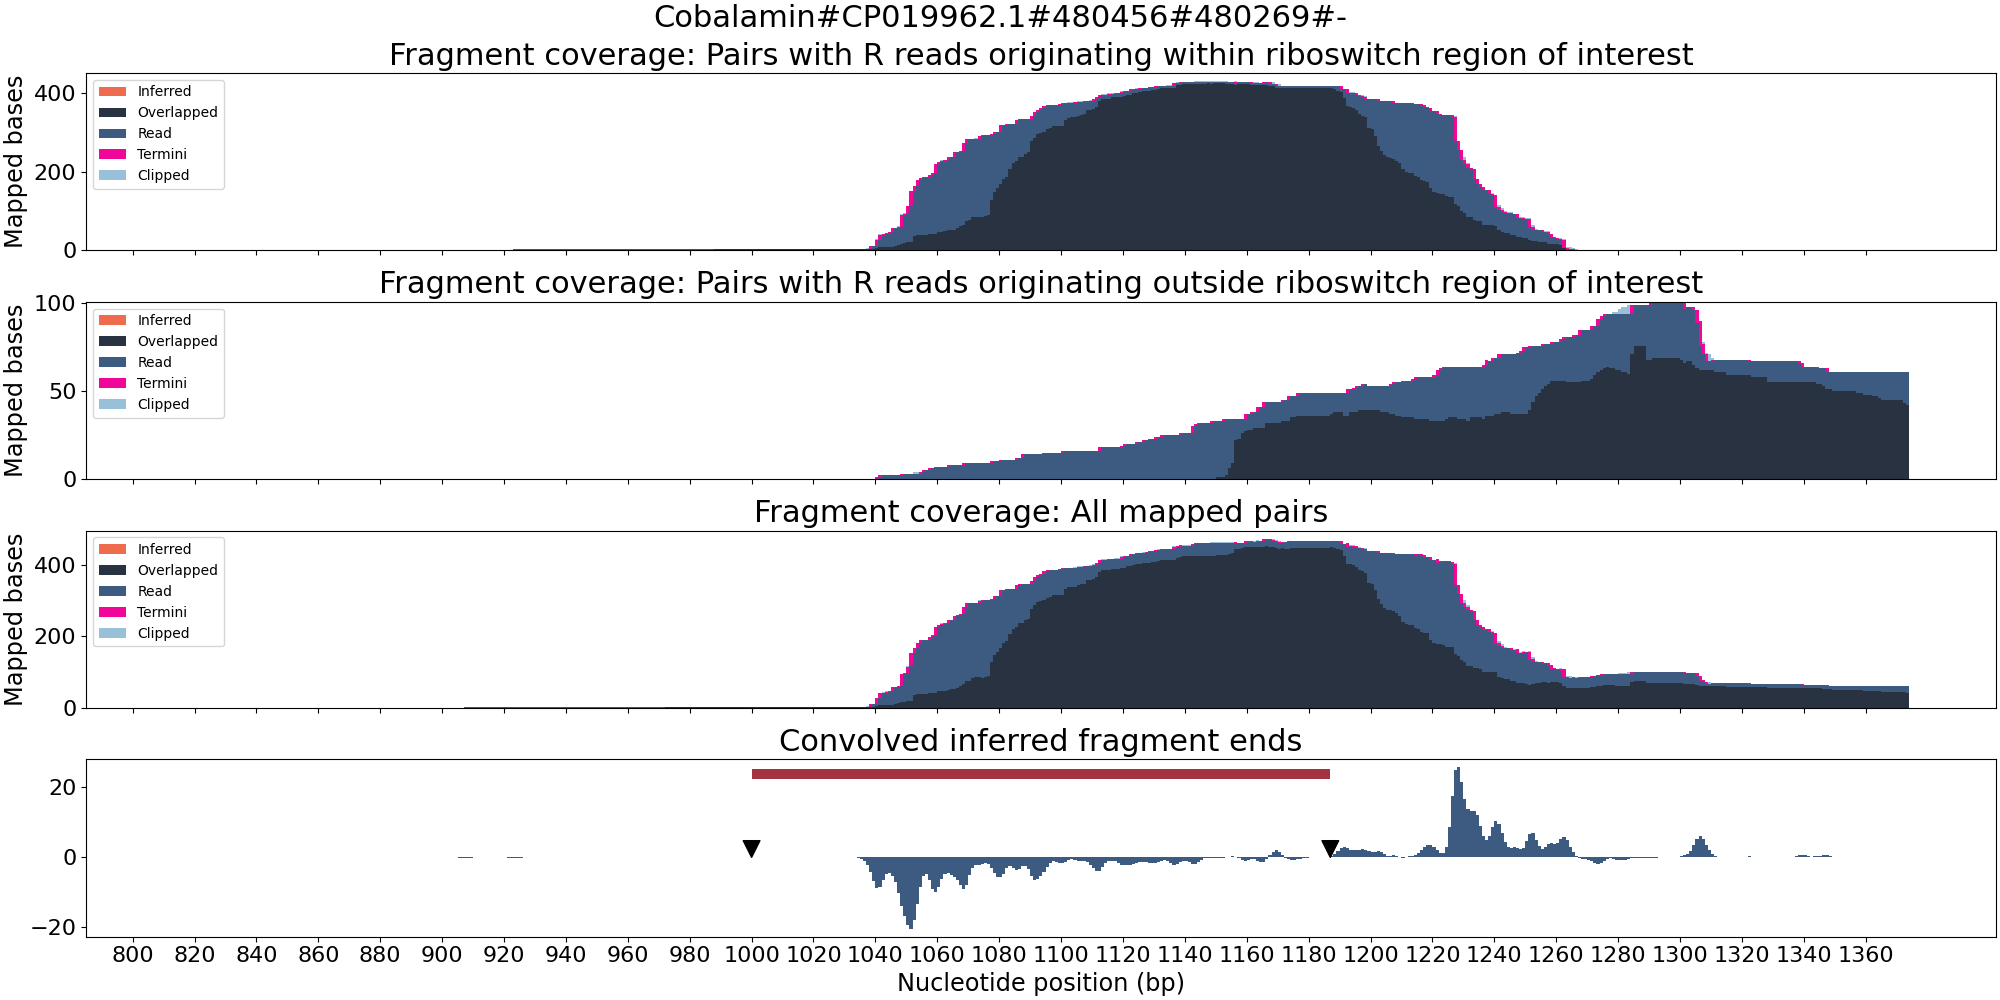 Cobalamin#CP019962.1#480456#480269#-
Fragment coverage: Pairs with R reads originating within riboswitch region of interest
Mapped bases
400
200
0
Inferred
Overlapped
Read
Termini
Clipped
Fragment coverage: Pairs with R reads originating outside riboswitch region of interest
Mapped bases
100
50
0
Inferred
Overlapped
Read
Termini
Clipped
Fragment coverage: All mapped pairs
Mapped bases
400
200
0
Inferred
Overlapped
Read
Termini
Clipped
Convolved inferred fragment ends
20
0
−20
800 820 840 860 880 900 920 940 960 980 1000 1020 1040 1060 1080 1100 1120 1140 1160 1180 1200 1220 1240 1260 1280 1300 1320 1340 1360
Nucleotide position (bp)